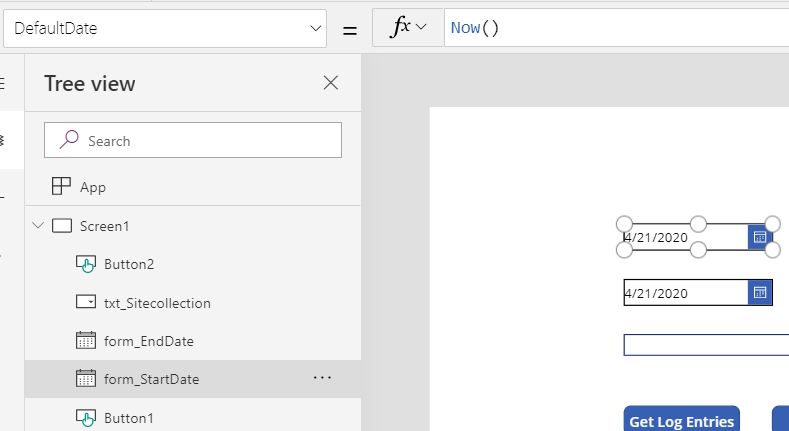 DefaultDate = fx Now()
Tree view
Search
App
Screen1
Button2
txt_Sitecollection
form_EndDate
form_StartDate ...
Button1
4/21/2020
4/21/2020
Get Log Entries